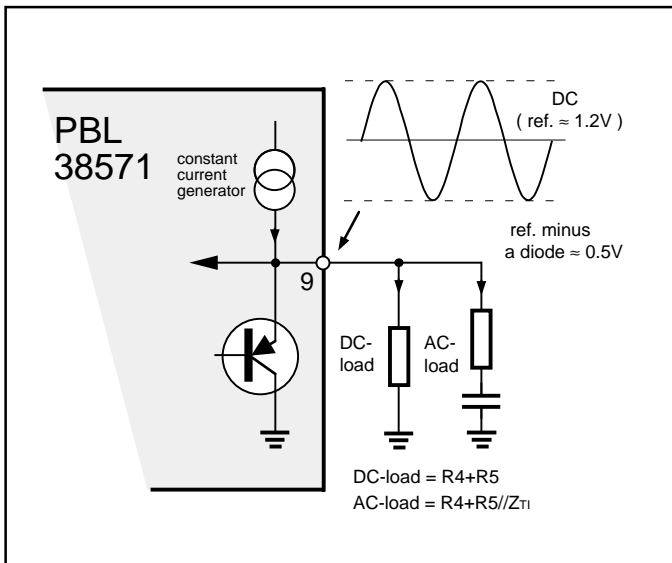 PBL
38571
constant
current
generator
DC
( ref. ≈ 1.2V )
ref. minus
a diode ≈ 0.5V
9
DC-
load
AC-
load
DC-load = R4+R5
AC-load = R4+R5//ZTI